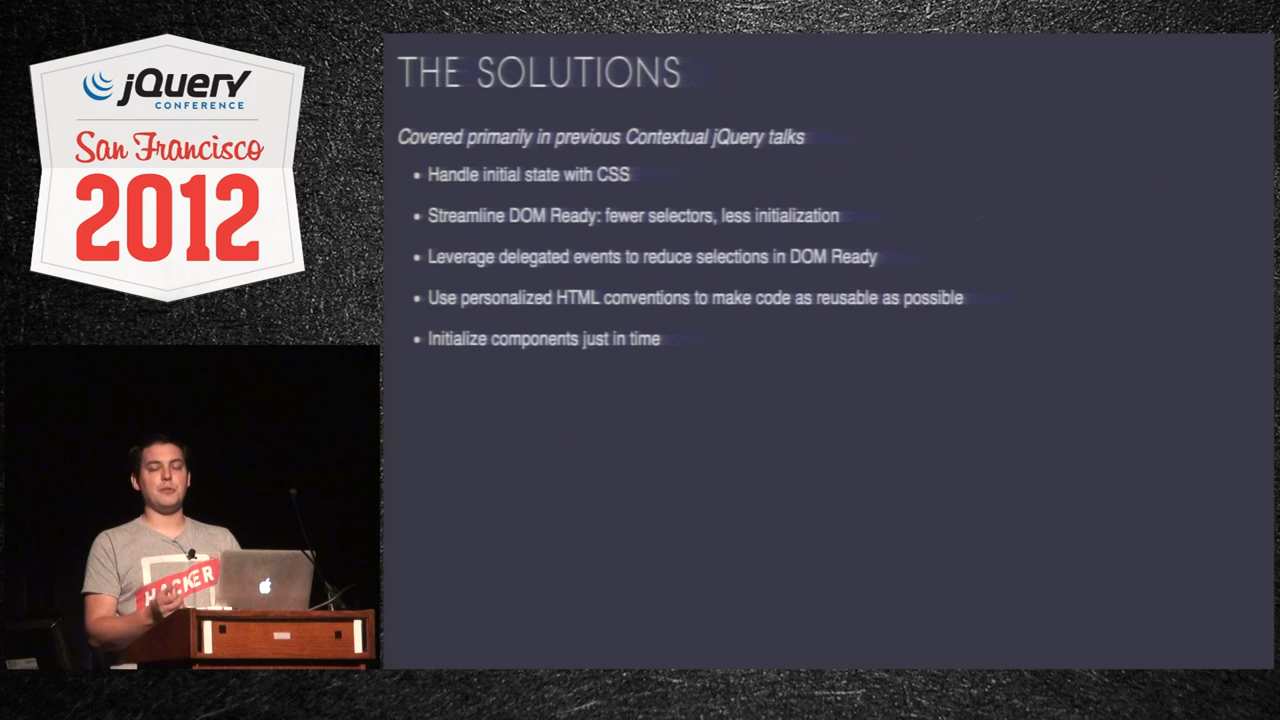 jQuery
CONFERENCE
San Francisco
2012
THE SOLUTIONS
Covered primarily in previous Contextual jQuery talks
• Handle initial state with CSS
• Streamline DOM Ready: fewer selectors, less initialization
• Leverage delegated events to reduce selections in DOM Ready
• Use personalized HTML conventions to make code as reusable as possible
• Initialize components just in time
HACKER